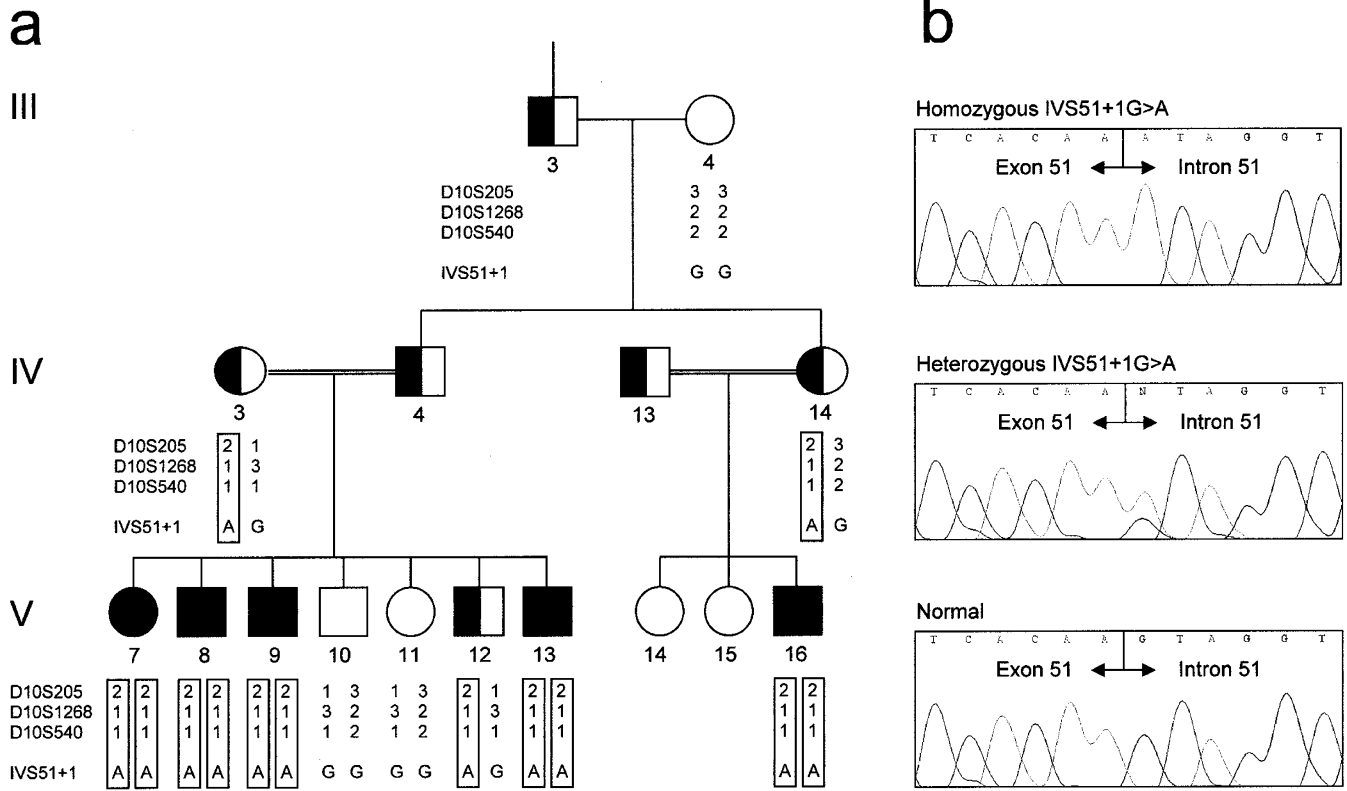 a
III
3 4
D10S205 3 3
D10S1268 2 2
D10S540 2 2
IVS51+1 G G
IV
3 4 13 14
D10S205 2 1 2 3
D10S1268 1 3 1 2
D10S540 1 1 1 2
IVS51+1 A G A G
V
7 8 9 10 11 12 13 14 15 16
D10S205 2 2 2 2 2 2 1 3 1 3 2 1 2 2 2 2
D10S1268 1 1 1 1 1 1 3 2 3 2 1 3 1 1 1 1
D10S540 1 1 1 1 1 1 1 2 1 2 1 1 1 1 1 1
IVS51+1 A A A A A A G G G G A G A A A A
b
Homozygous IVS51+1G>A
T C A C A A A T A G G T
Exon 51 Intron 51
Heterozygous IVS51+1G>A
T C A C A A N T A G G T
Exon 51 Intron 51
Normal
T C A C A A G T A G G T
Exon 51 Intron 51